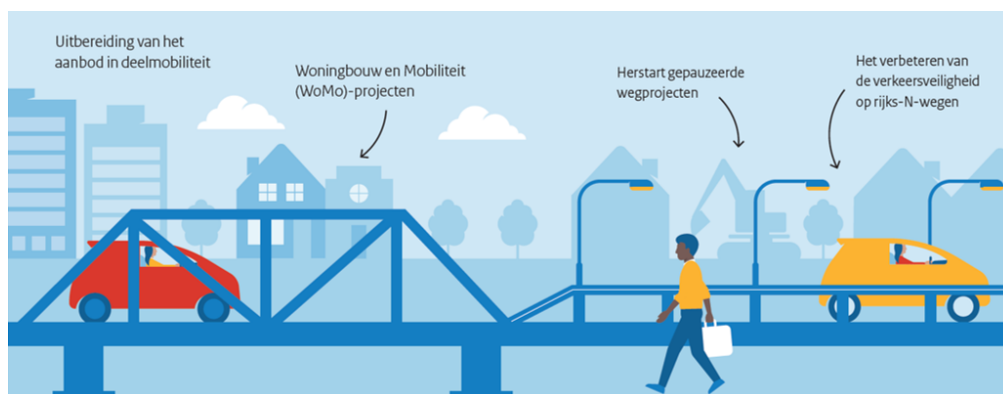 Uitbereiding van het
aanbod in deelmobiliteit
Woningbouw en Mobiliteit
(WoMo)-projecten
Herstart gepauzeerde
wegprojecten
Het verbeteren van
de verkeersveiligheid
op rijks-N-wegen